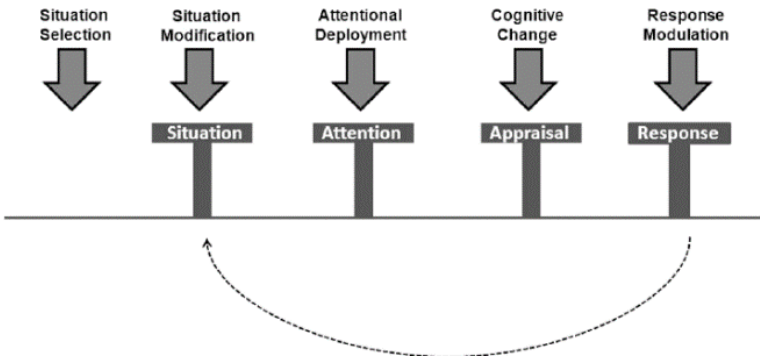 Situation
Selection
Situation
Modification
Attentional
Deployment
Cognitive
Change
Response
Modulation
Situation
Attention
Appraisal
Response